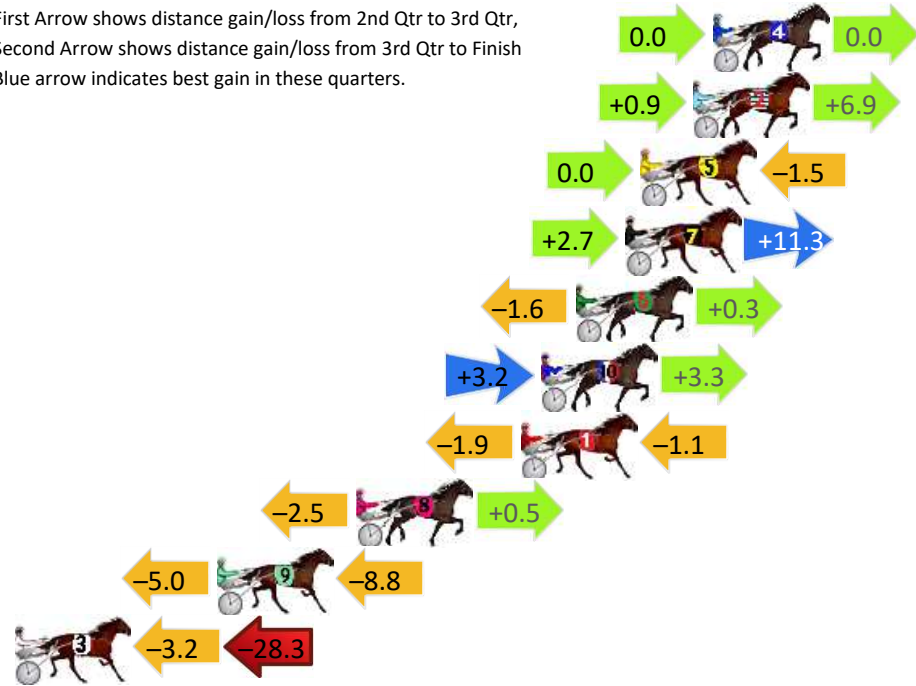 First Arrow shows distance gain/loss from 2nd Qtr to 3rd Qtr,
Second Arrow shows distance gain/loss from 3rd Qtr to Finish
Blue arrow indicates best gain in these quarters.
0.0 4 0.0
+0.9 2 +6.9
0.0 5 –1.5
+2.7 7 +11.3
–1.6 6 +0.3
+3.2 10 +3.3
–1.9 1 –1.1
–2.5 8 +0.5
–5.0 9 –8.8
3 –3.2 –28.3